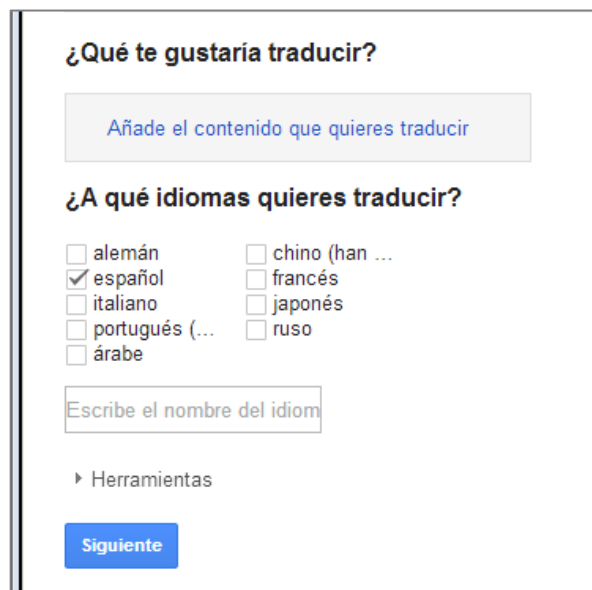 ¿Qué te gustaría traducir?
Añade el contenido que quieres traducir
¿A qué idiomas quieres traducir?
alemán
español
italiano
portugués (...
árabe
chino (han ...
francés
japonés
ruso
Escribe el nombre del idiom
Herramientas
Siguiente